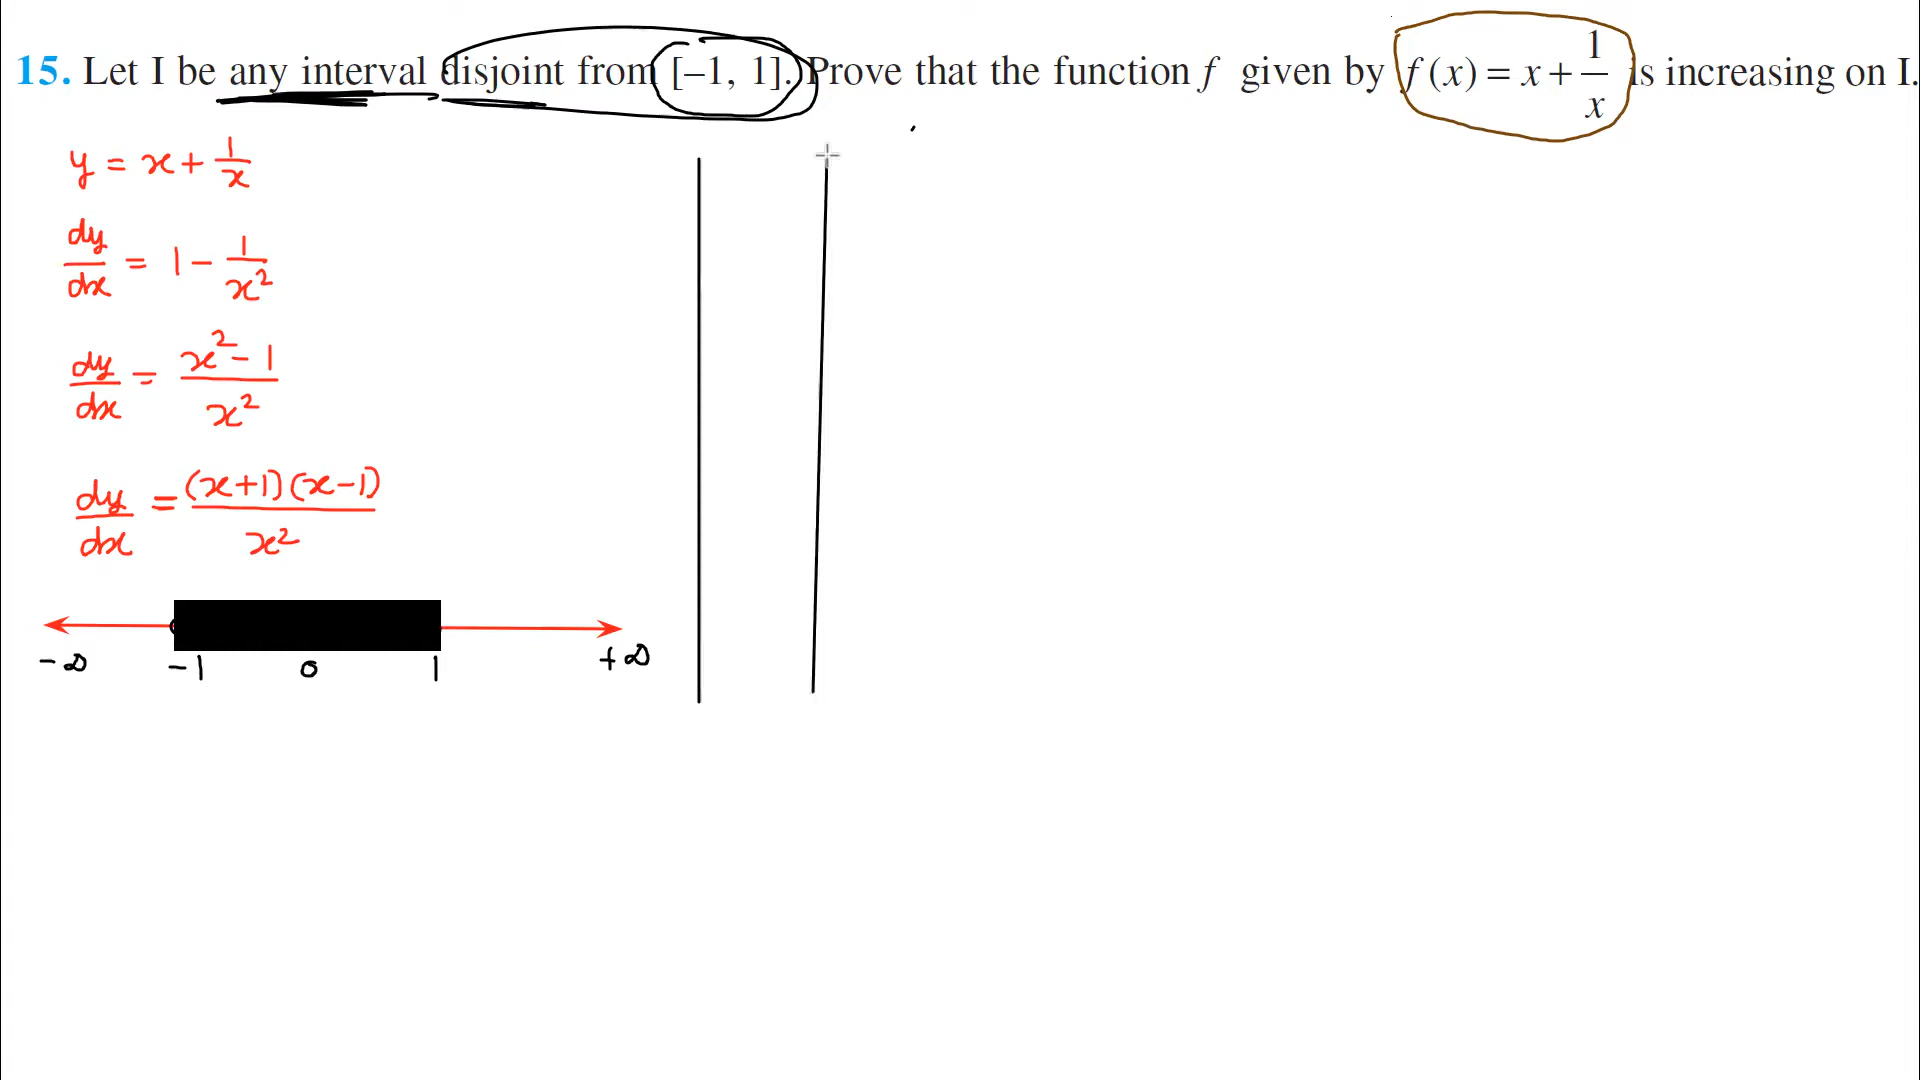 15. Let I be any interval disjoint from [–1, 1]. Prove that the function f given by f (x) = x + 1/x is increasing on I.
y = x + 1/x
dy/dx = 1 - 1/x²
dy/dx = x² - 1/x²
dy/dx = (x+1)(x-1)/x²
-∞ -1 0 1 +∞